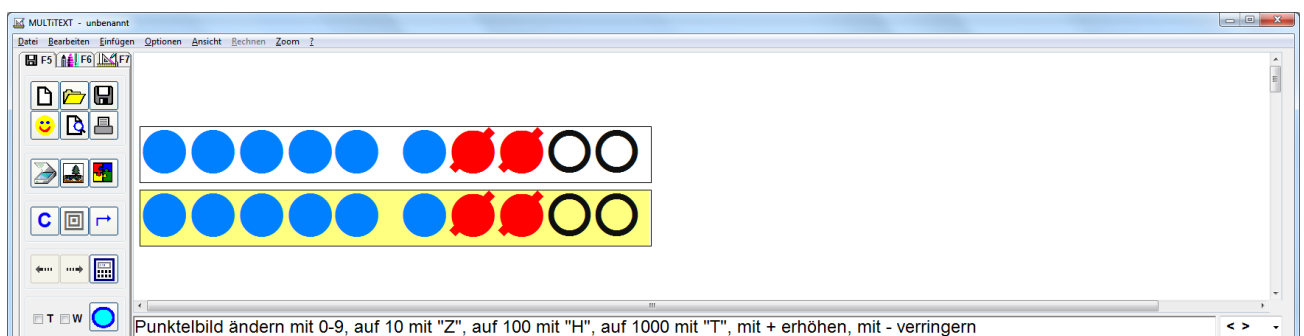 MULTiTEXT - unbenannt
Datei Bearbeiten Einfügen Optionen Ansicht Rechnen Zoom ?
F5 F6 F7
C
T W
Punktelbild ändern mit 0-9, auf 10 mit "Z", auf 100 mit "H", auf 1000 mit "T", mit + erhöhen, mit - verringern
< >